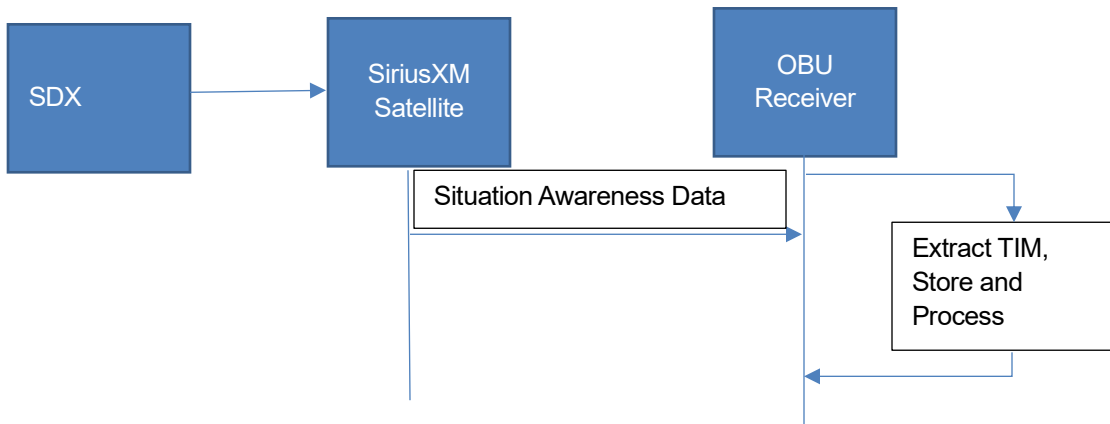 SDX
SiriusXM
Satellite
OBU
Receiver
Situation Awareness Data
Extract TIM,
Store and
Process